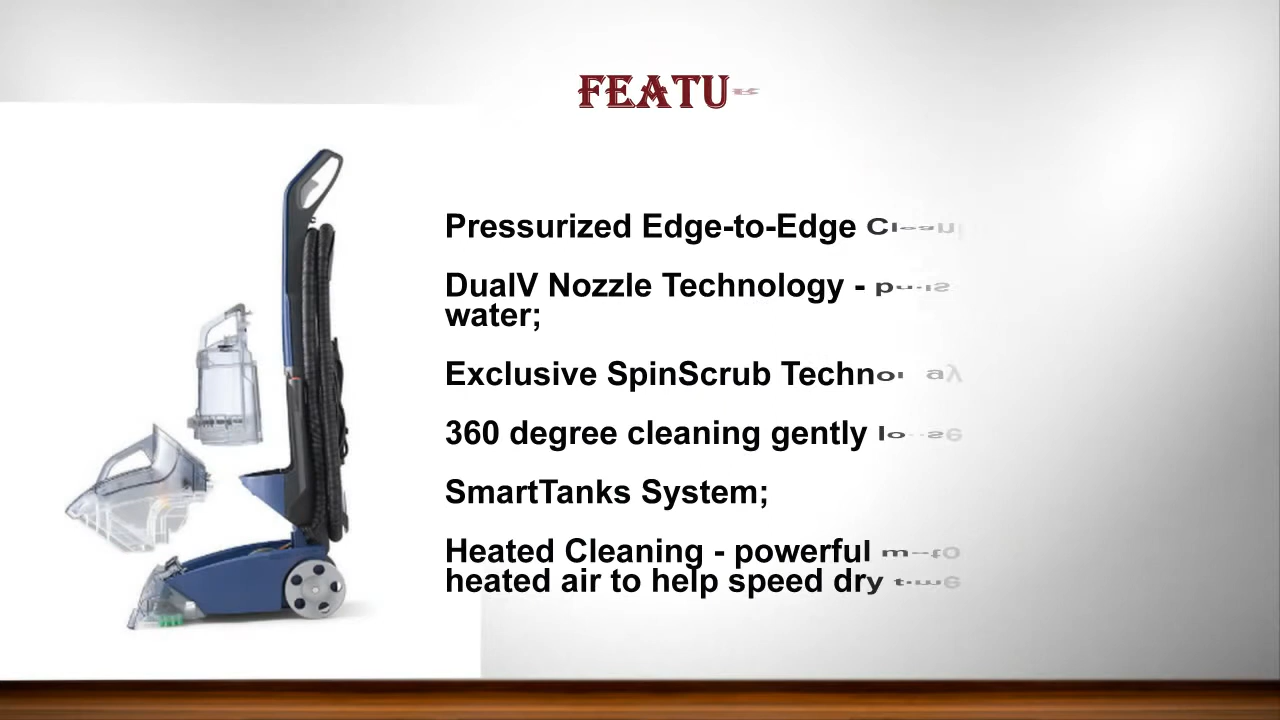 FEATU
Pressurized Edge-to-Edge
DualV Nozzle Technology -
water;
Exclusive SpinScrub
360 degree cleaning gently
SmartTanks System;
Heated Cleaning - powerful
heated air to help speed dry